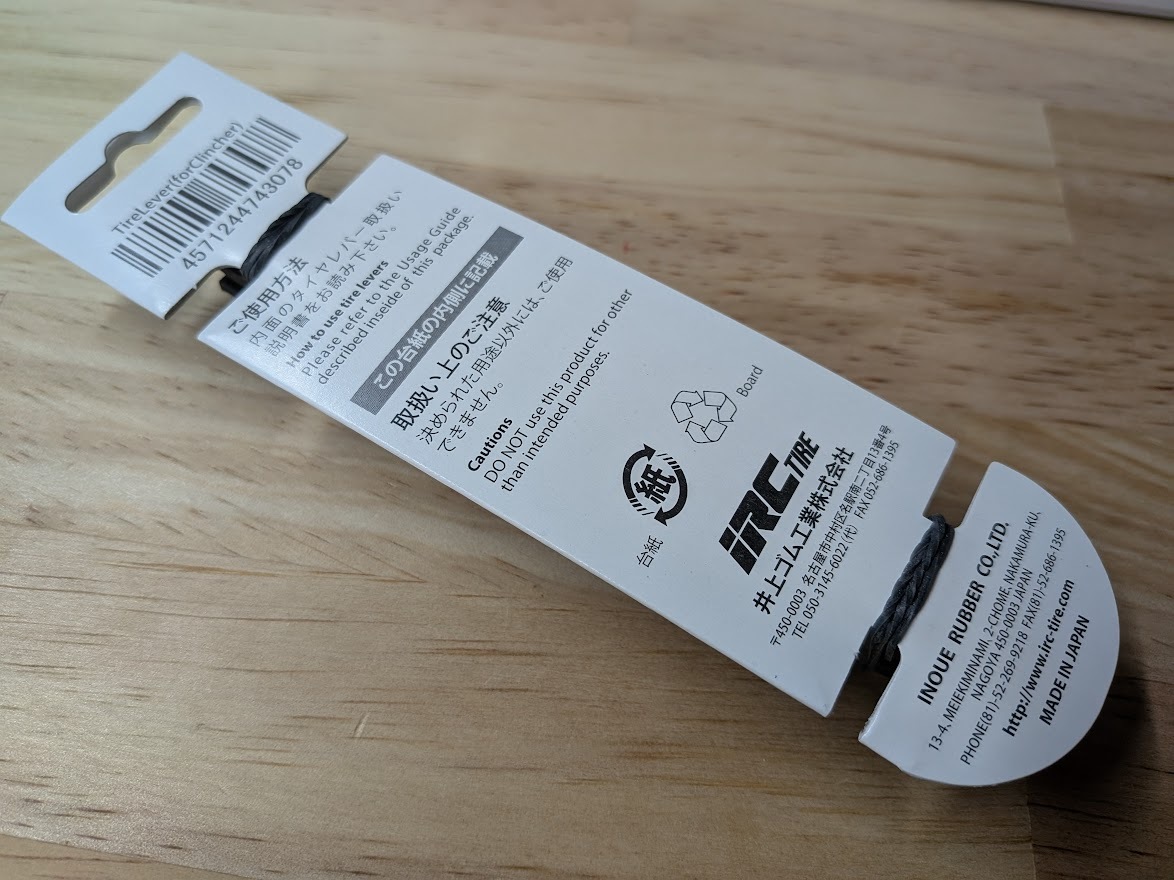 TireLever(forClincher)
4571244743078
ご使用方法
内面のタイヤレバー取扱い
説明書をお読み下さい。
How to use tire levers
Please refer to the Usage Guide
described inseide of this package.
この台紙の内側に記載
取扱い上のご注意
決められた用途以外には、ご使用
できません。
Cautions
DO NOT use this product for other
than intended purposes.
台紙
紙
Board
iRC TIRE
井上ゴム工業株式会社
〒450-0003 名古屋市中村区名駅南二丁目13番4号
TEL 050-3145-6022(代) FAX 052-686-1395
INOUE RUBBER CO.,LTD.
13-4, MEIEKIMINAMI, 2-CHOME, NAKAMURA-KU,
NAGOYA 450-0003 JAPAN
PHONE(81)-52-269-9218 FAX(81)-52-686-1395
http://www.irc-tire.com
MADE IN JAPAN